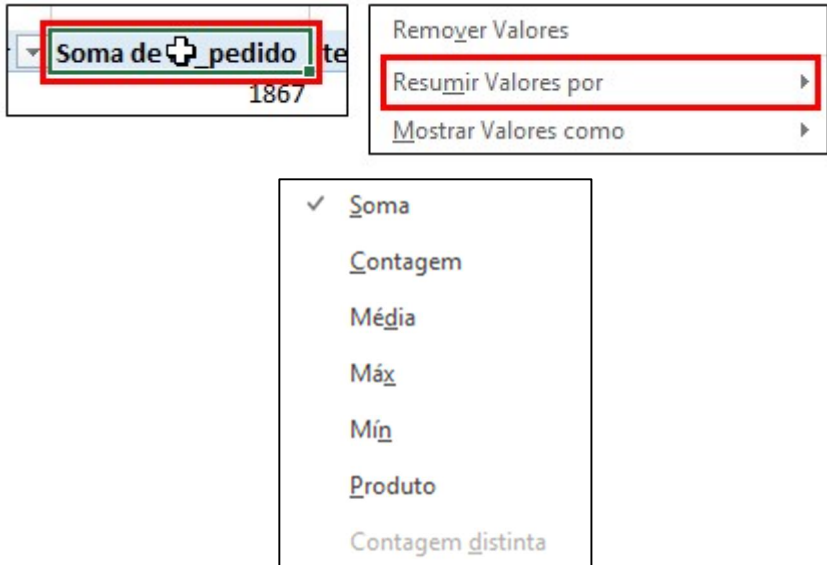 Soma de _pedido te
1867
Remover Valores
Resumir Valores por
Mostrar Valores como
Soma
Contagem
Média
Máx
Mín
Produto
Contagem distinta